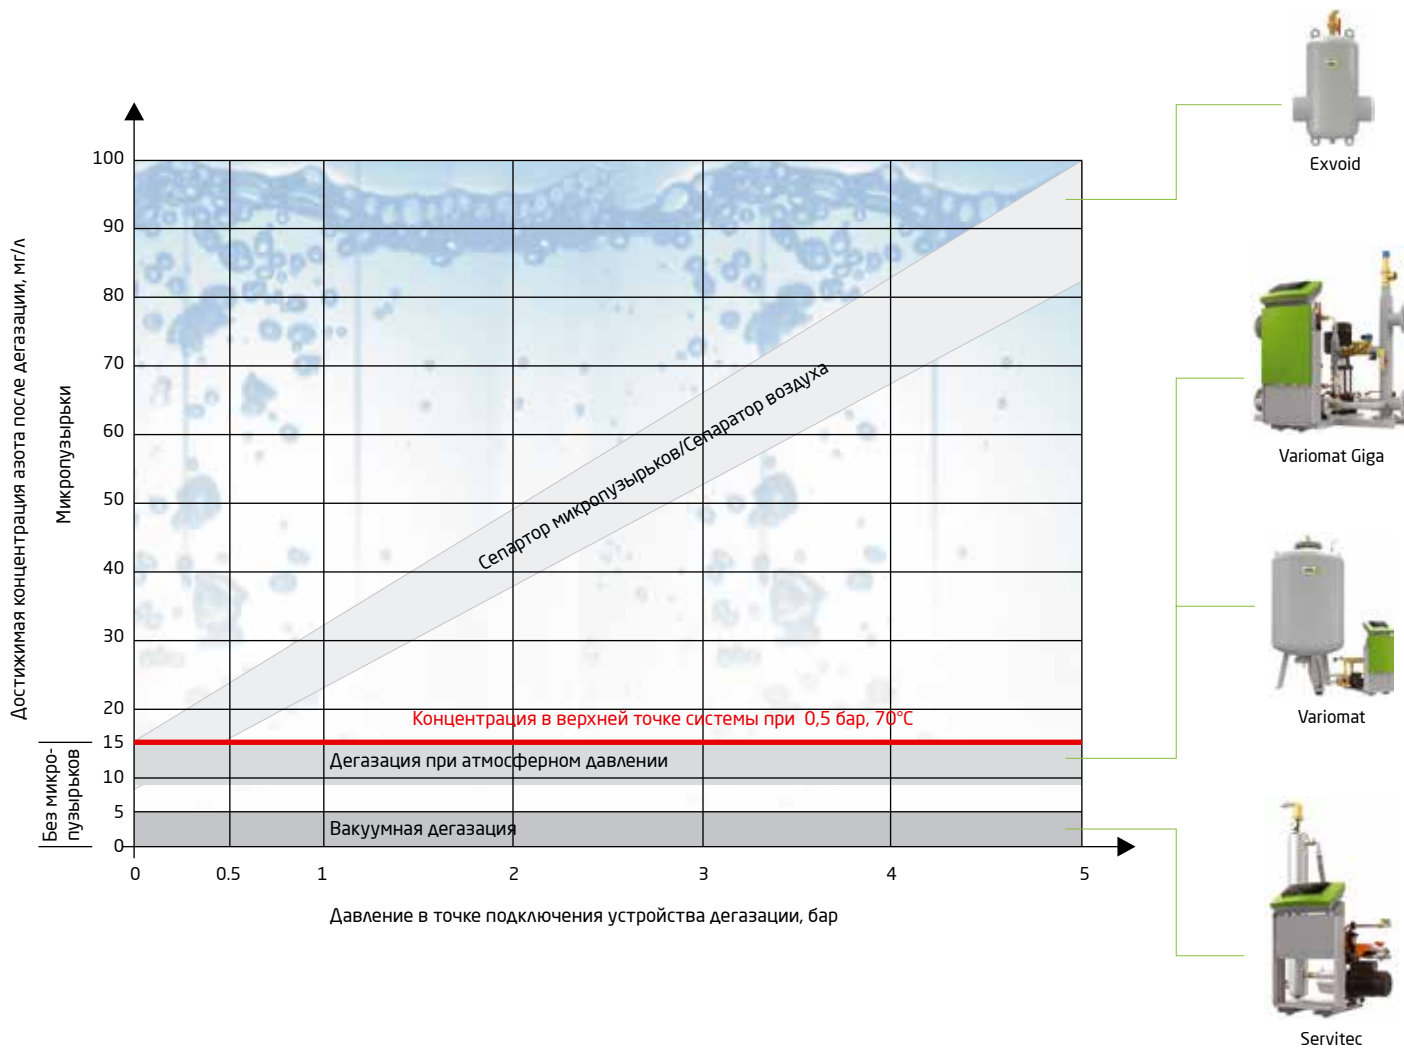 Достижимая концентрация азота после дегазации, мг/л
Микропузырьки
Без микро-
пузырьков
100
90
80
70
60
50
40
30
20
15
10
5
0
Сепартор микропузырьков/Сепаратор воздуха
Концентрация в верхней точке системы при 0,5 бар, 70°C
Дегазация при атмосферном давлении
Вакуумная дегазация
0
0.5
1
2
3
4
5
Давление в точке подключения устройства дегазации, бар
Exvoid
Variomat Giga
Variomat
Servitec